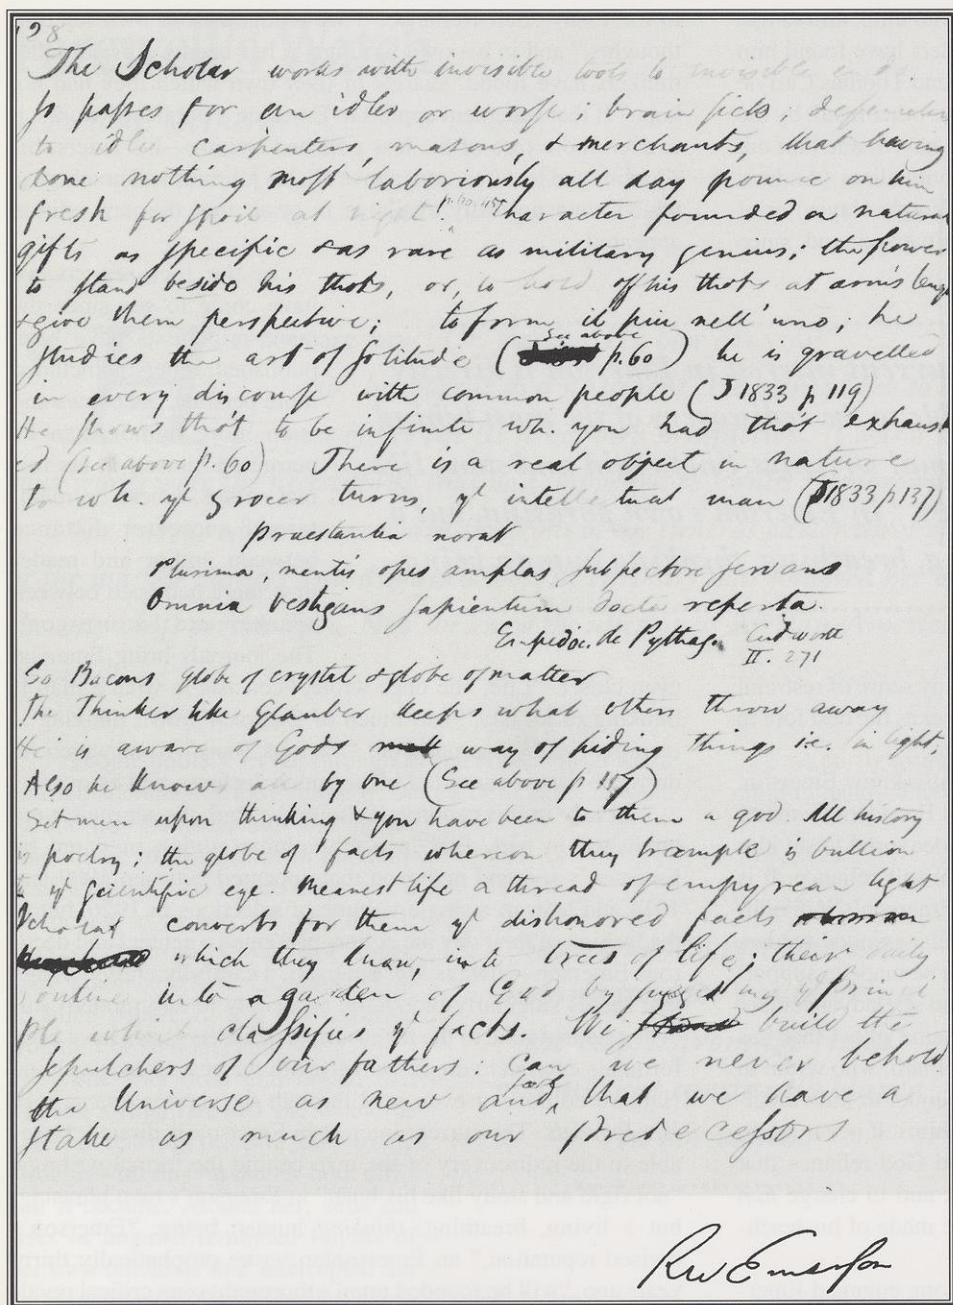 128
The Scholar works with invisible tools to invisible ends.
So passes for an idler or worse; brain sick; defenceless
to idle carpenters, masons, & merchants, that having
done nothing most laboriously all day pounce on him
fresh for spoil at night. Character founded on natural
gifts as specific & as rare as military genius; the power
to stand beside his thots, or, to hold off his thots at arm's length
& give them perspective; to form il piu nell' uno; he
studies the art of solitude (see above p. 60) he is gravelled
in every discourse with common people (J 1833 p 119)
He shows thot to be infinite wh. you had thot exhaust
ed (see above p. 60) There is a real object in nature
to wh. yᵉ grocer turns, yᵉ intellectual man (J 1833 p 137)
praestantia norat
Plurima, mentis opes amplas sub pectore servans
Omnia vestigans sapientum docta reperta.
Empedoc. de Pythag. Cudworth
II. 271
So Bacons globe of crystal & globe of matter
The Thinker like Glauber keeps what others throw away
He is aware of Gods way of hiding things i.e. in light;
Also he knows all by one (See above p 117)
Set men upon thinking & you have been to them a god. All history
is poetry; the globe of facts whereon they trample is bullion
to yᵉ scientific eye. Meanest life a thread of empyrean light
Scholar converts for them yᵉ dishonored facts
which they know, into trees of life; their daily
routine into a garden of God by suggesting yᵉ princi
ple which classifies yᵉ facts. We build the
sepulchers of our fathers: can we never behold
the Universe as new and that we have a
stake as much as our predecessors
RW Emerson